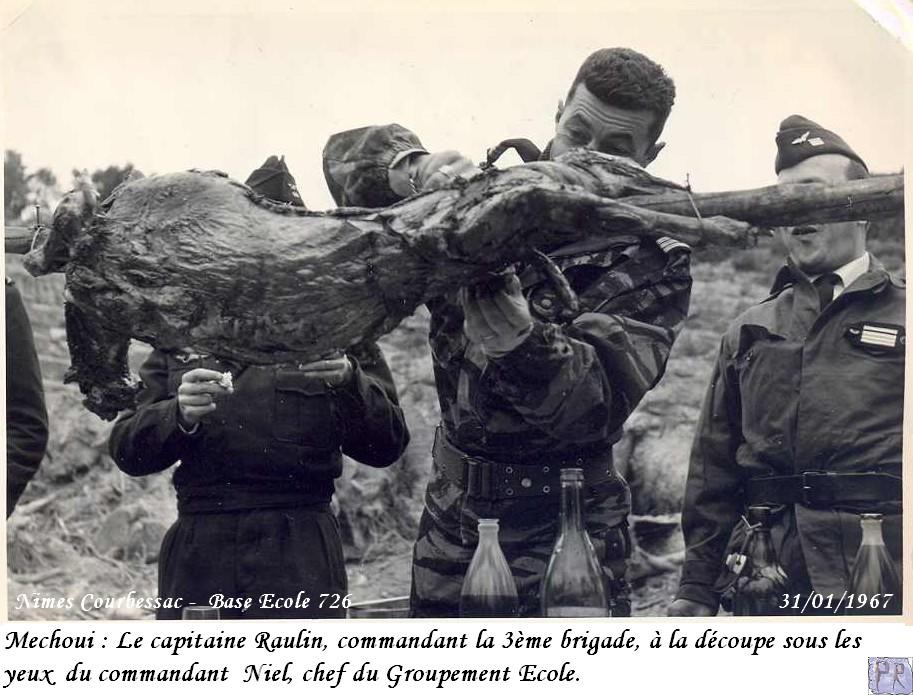 Nîmes Courbessac - Base Ecole 726
31/01/1967
Mechoui : Le capitaine Raulin, commandant la 3ème brigade, à la découpe sous les
yeux du commandant Niel, chef du Groupement Ecole.
PR